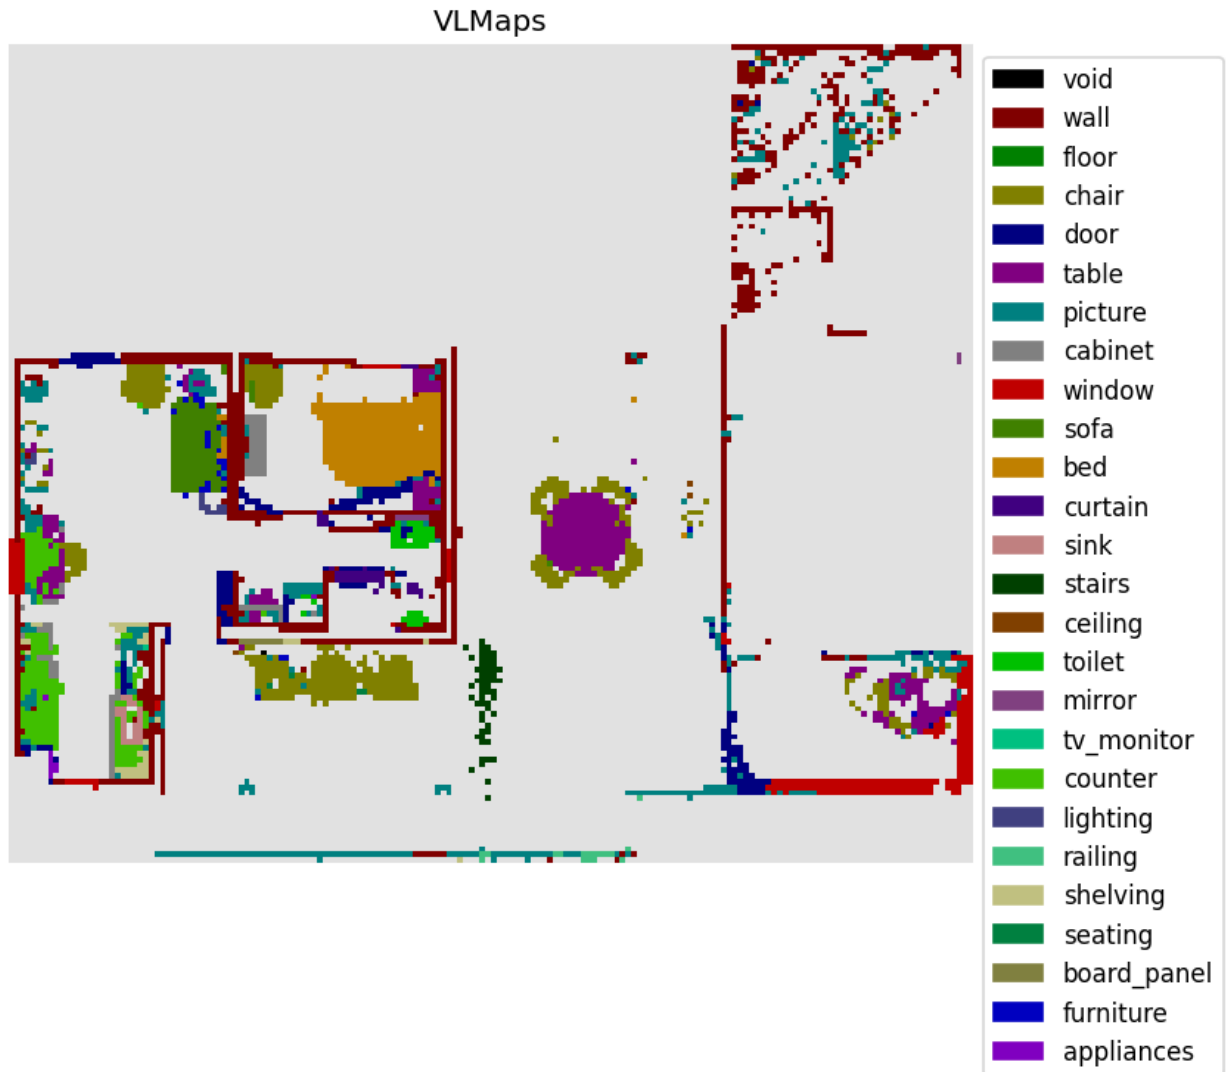 VLMaps
void
wall
floor
chair
door
table
picture
cabinet
window
sofa
bed
curtain
sink
stairs
ceiling
toilet
mirror
tv_monitor
counter
lighting
railing
shelving
seating
board_panel
furniture
appliances